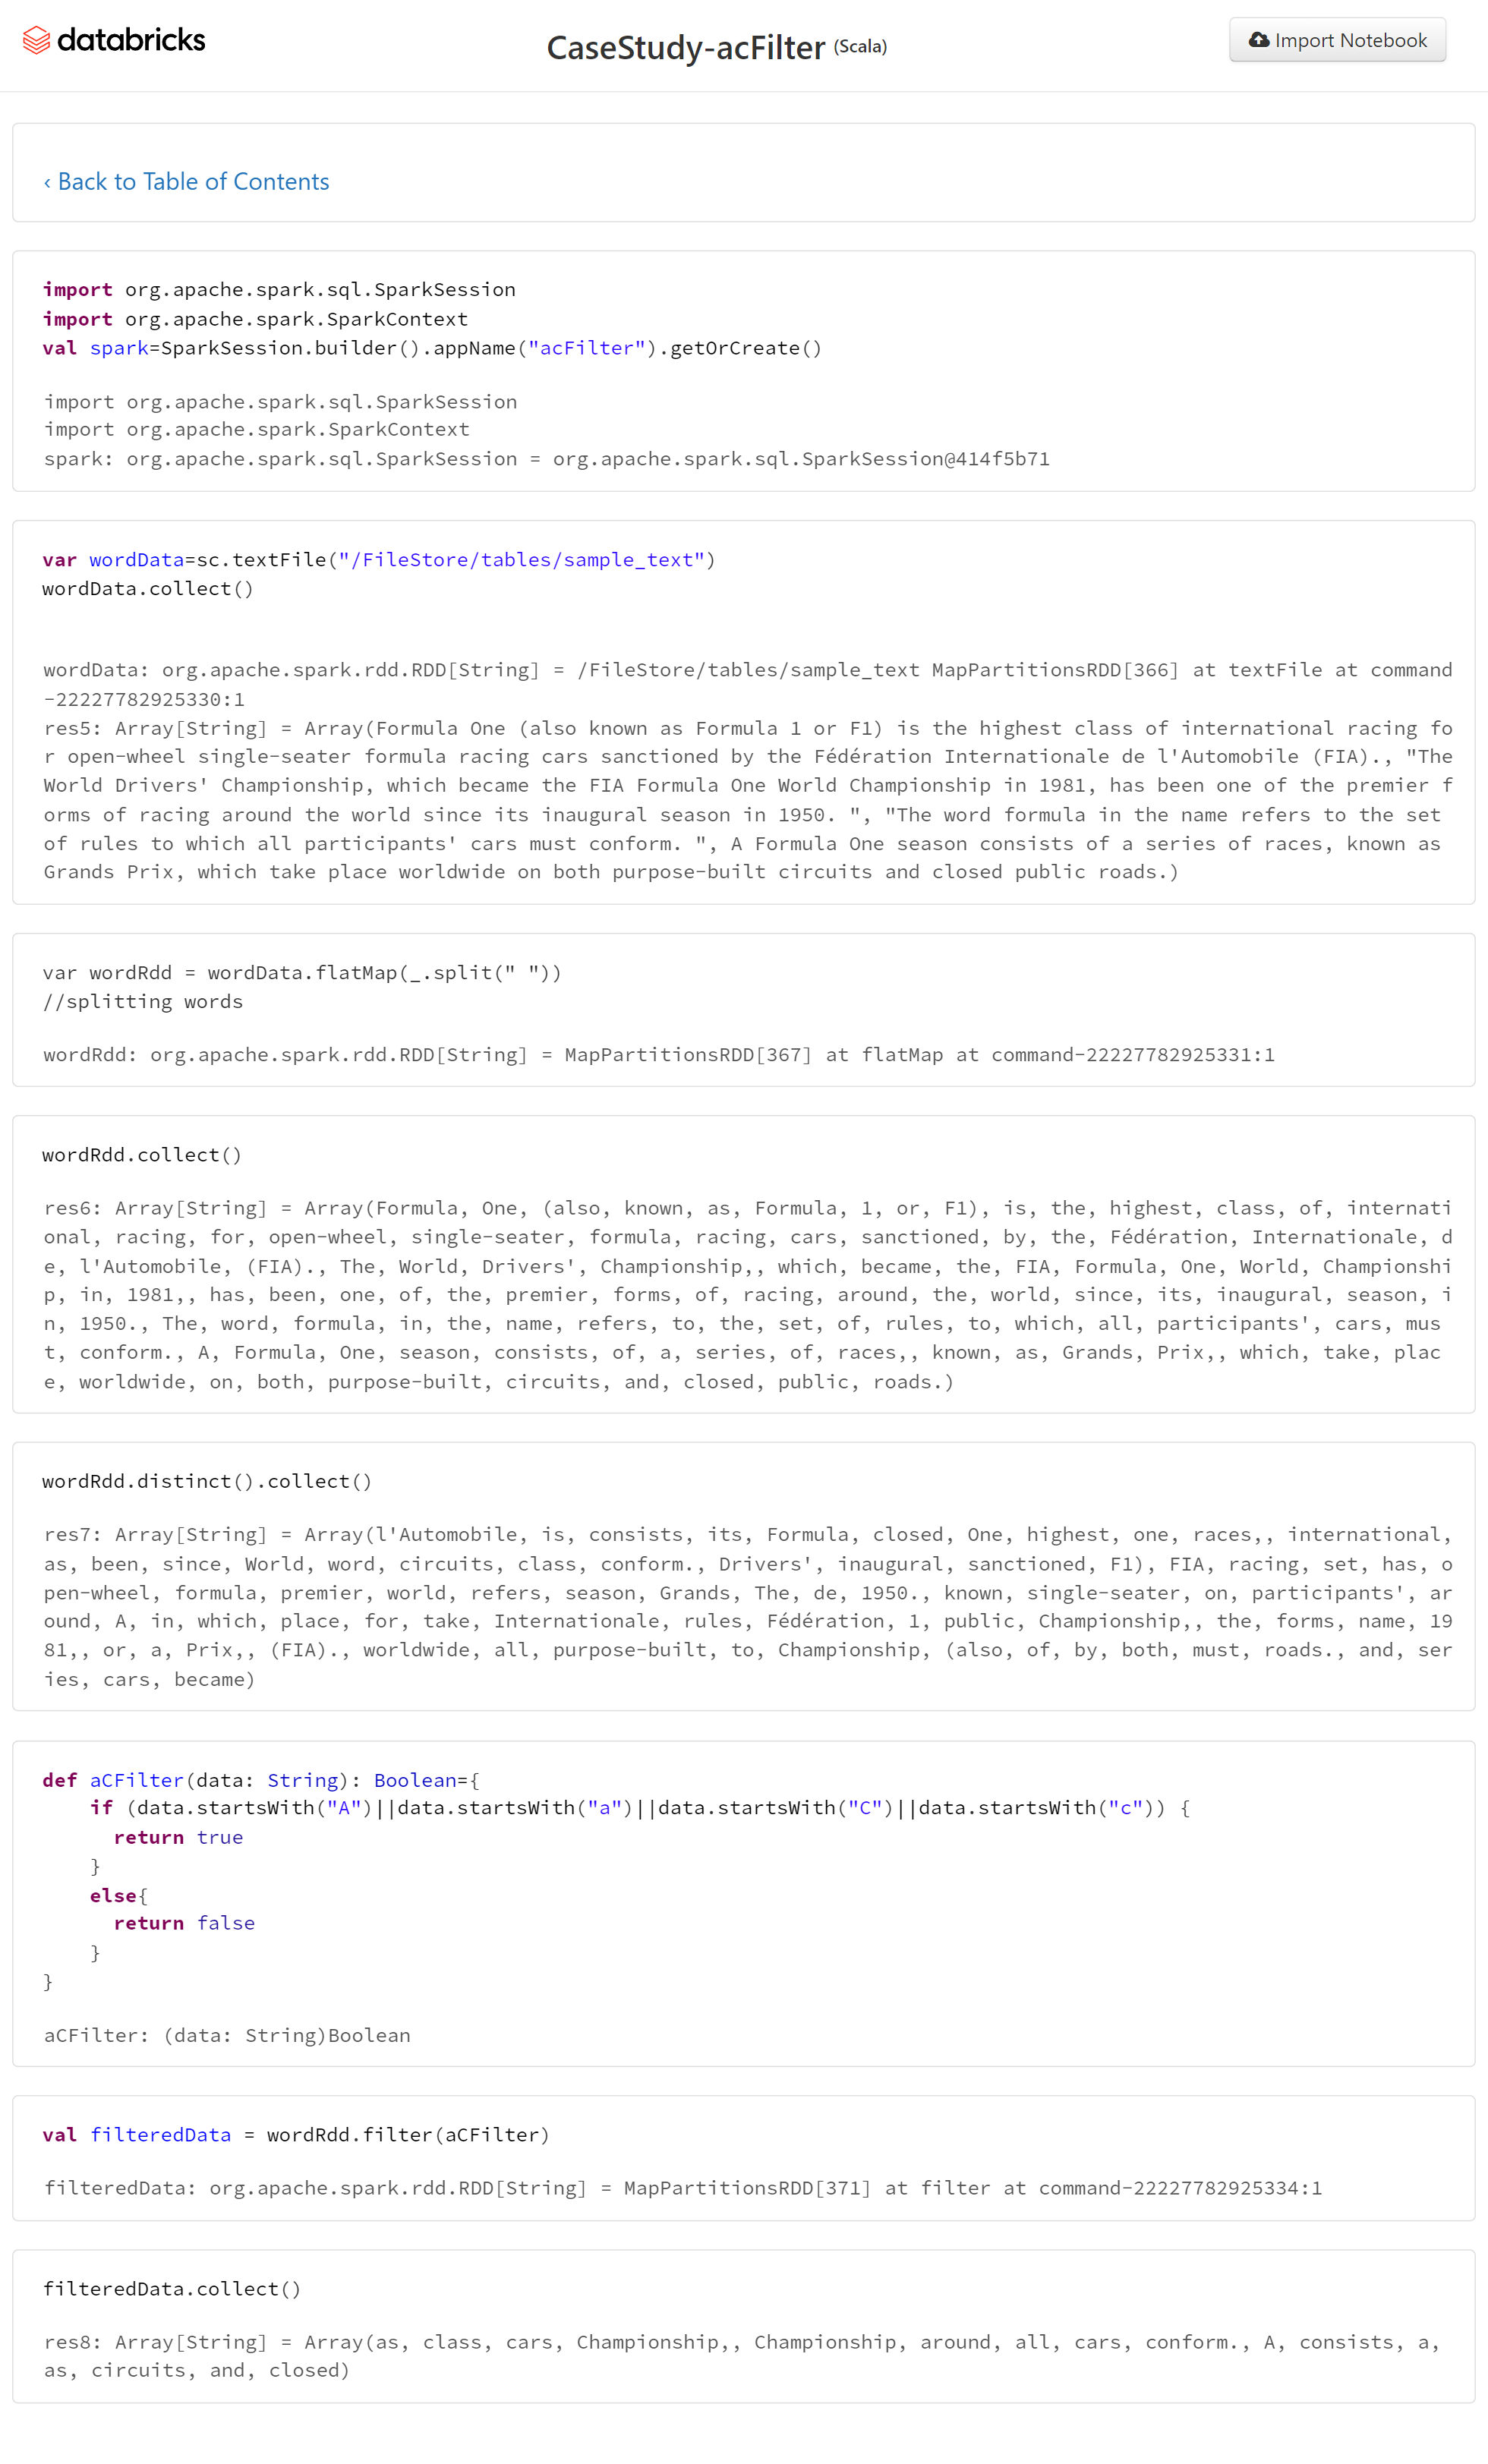 databricks
CaseStudy-acFilter (Scala)
Import Notebook
‹ Back to Table of Contents
import org.apache.spark.sql.SparkSession
import org.apache.spark.SparkContext
val spark=SparkSession.builder().appName("acFilter").getOrCreate()
import org.apache.spark.sql.SparkSession
import org.apache.spark.SparkContext
spark: org.apache.spark.sql.SparkSession = org.apache.spark.sql.SparkSession@414f5b71
var wordData=sc.textFile("/FileStore/tables/sample_text")
wordData.collect()
wordData: org.apache.spark.rdd.RDD[String] = /FileStore/tables/sample_text MapPartitionsRDD[366] at textFile at command
-22227782925330:1
res5: Array[String] = Array(Formula One (also known as Formula 1 or F1) is the highest class of international racing fo
r open-wheel single-seater formula racing cars sanctioned by the Fédération Internationale de l'Automobile (FIA)., "The
World Drivers' Championship, which became the FIA Formula One World Championship in 1981, has been one of the premier f
orms of racing around the world since its inaugural season in 1950. ", "The word formula in the name refers to the set
of rules to which all participants' cars must conform. ", A Formula One season consists of a series of races, known as
Grands Prix, which take place worldwide on both purpose-built circuits and closed public roads.)
var wordRdd = wordData.flatMap(_.split(" "))
//splitting words
wordRdd: org.apache.spark.rdd.RDD[String] = MapPartitionsRDD[367] at flatMap at command-22227782925331:1
wordRdd.collect()
res6: Array[String] = Array(Formula, One, (also, known, as, Formula, 1, or, F1), is, the, highest, class, of, internati
onal, racing, for, open-wheel, single-seater, formula, racing, cars, sanctioned, by, the, Fédération, Internationale, d
e, l'Automobile, (FIA)., The, World, Drivers', Championship,, which, became, the, FIA, Formula, One, World, Championshi
p, in, 1981,, has, been, one, of, the, premier, forms, of, racing, around, the, world, since, its, inaugural, season, i
n, 1950., The, word, formula, in, the, name, refers, to, the, set, of, rules, to, which, all, participants', cars, mus
t, conform., A, Formula, One, season, consists, of, a, series, of, races,, known, as, Grands, Prix,, which, take, plac
e, worldwide, on, both, purpose-built, circuits, and, closed, public, roads.)
wordRdd.distinct().collect()
res7: Array[String] = Array(l'Automobile, is, consists, its, Formula, closed, One, highest, one, races,, international,
as, been, since, World, word, circuits, class, conform., Drivers', inaugural, sanctioned, F1), FIA, racing, set, has, o
pen-wheel, formula, premier, world, refers, season, Grands, The, de, 1950., known, single-seater, on, participants', ar
ound, A, in, which, place, for, take, Internationale, rules, Fédération, 1, public, Championship,, the, forms, name, 19
81,, or, a, Prix,, (FIA)., worldwide, all, purpose-built, to, Championship, (also, of, by, both, must, roads., and, ser
ies, cars, became)
def aCFilter(data: String): Boolean={
    if (data.startsWith("A")||data.startsWith("a")||data.startsWith("C")||data.startsWith("c")) {
      return true
    }
    else{
      return false
    }
}
aCFilter: (data: String)Boolean
val filteredData = wordRdd.filter(aCFilter)
filteredData: org.apache.spark.rdd.RDD[String] = MapPartitionsRDD[371] at filter at command-22227782925334:1
filteredData.collect()
res8: Array[String] = Array(as, class, cars, Championship,, Championship, around, all, cars, conform., A, consists, a,
as, circuits, and, closed)